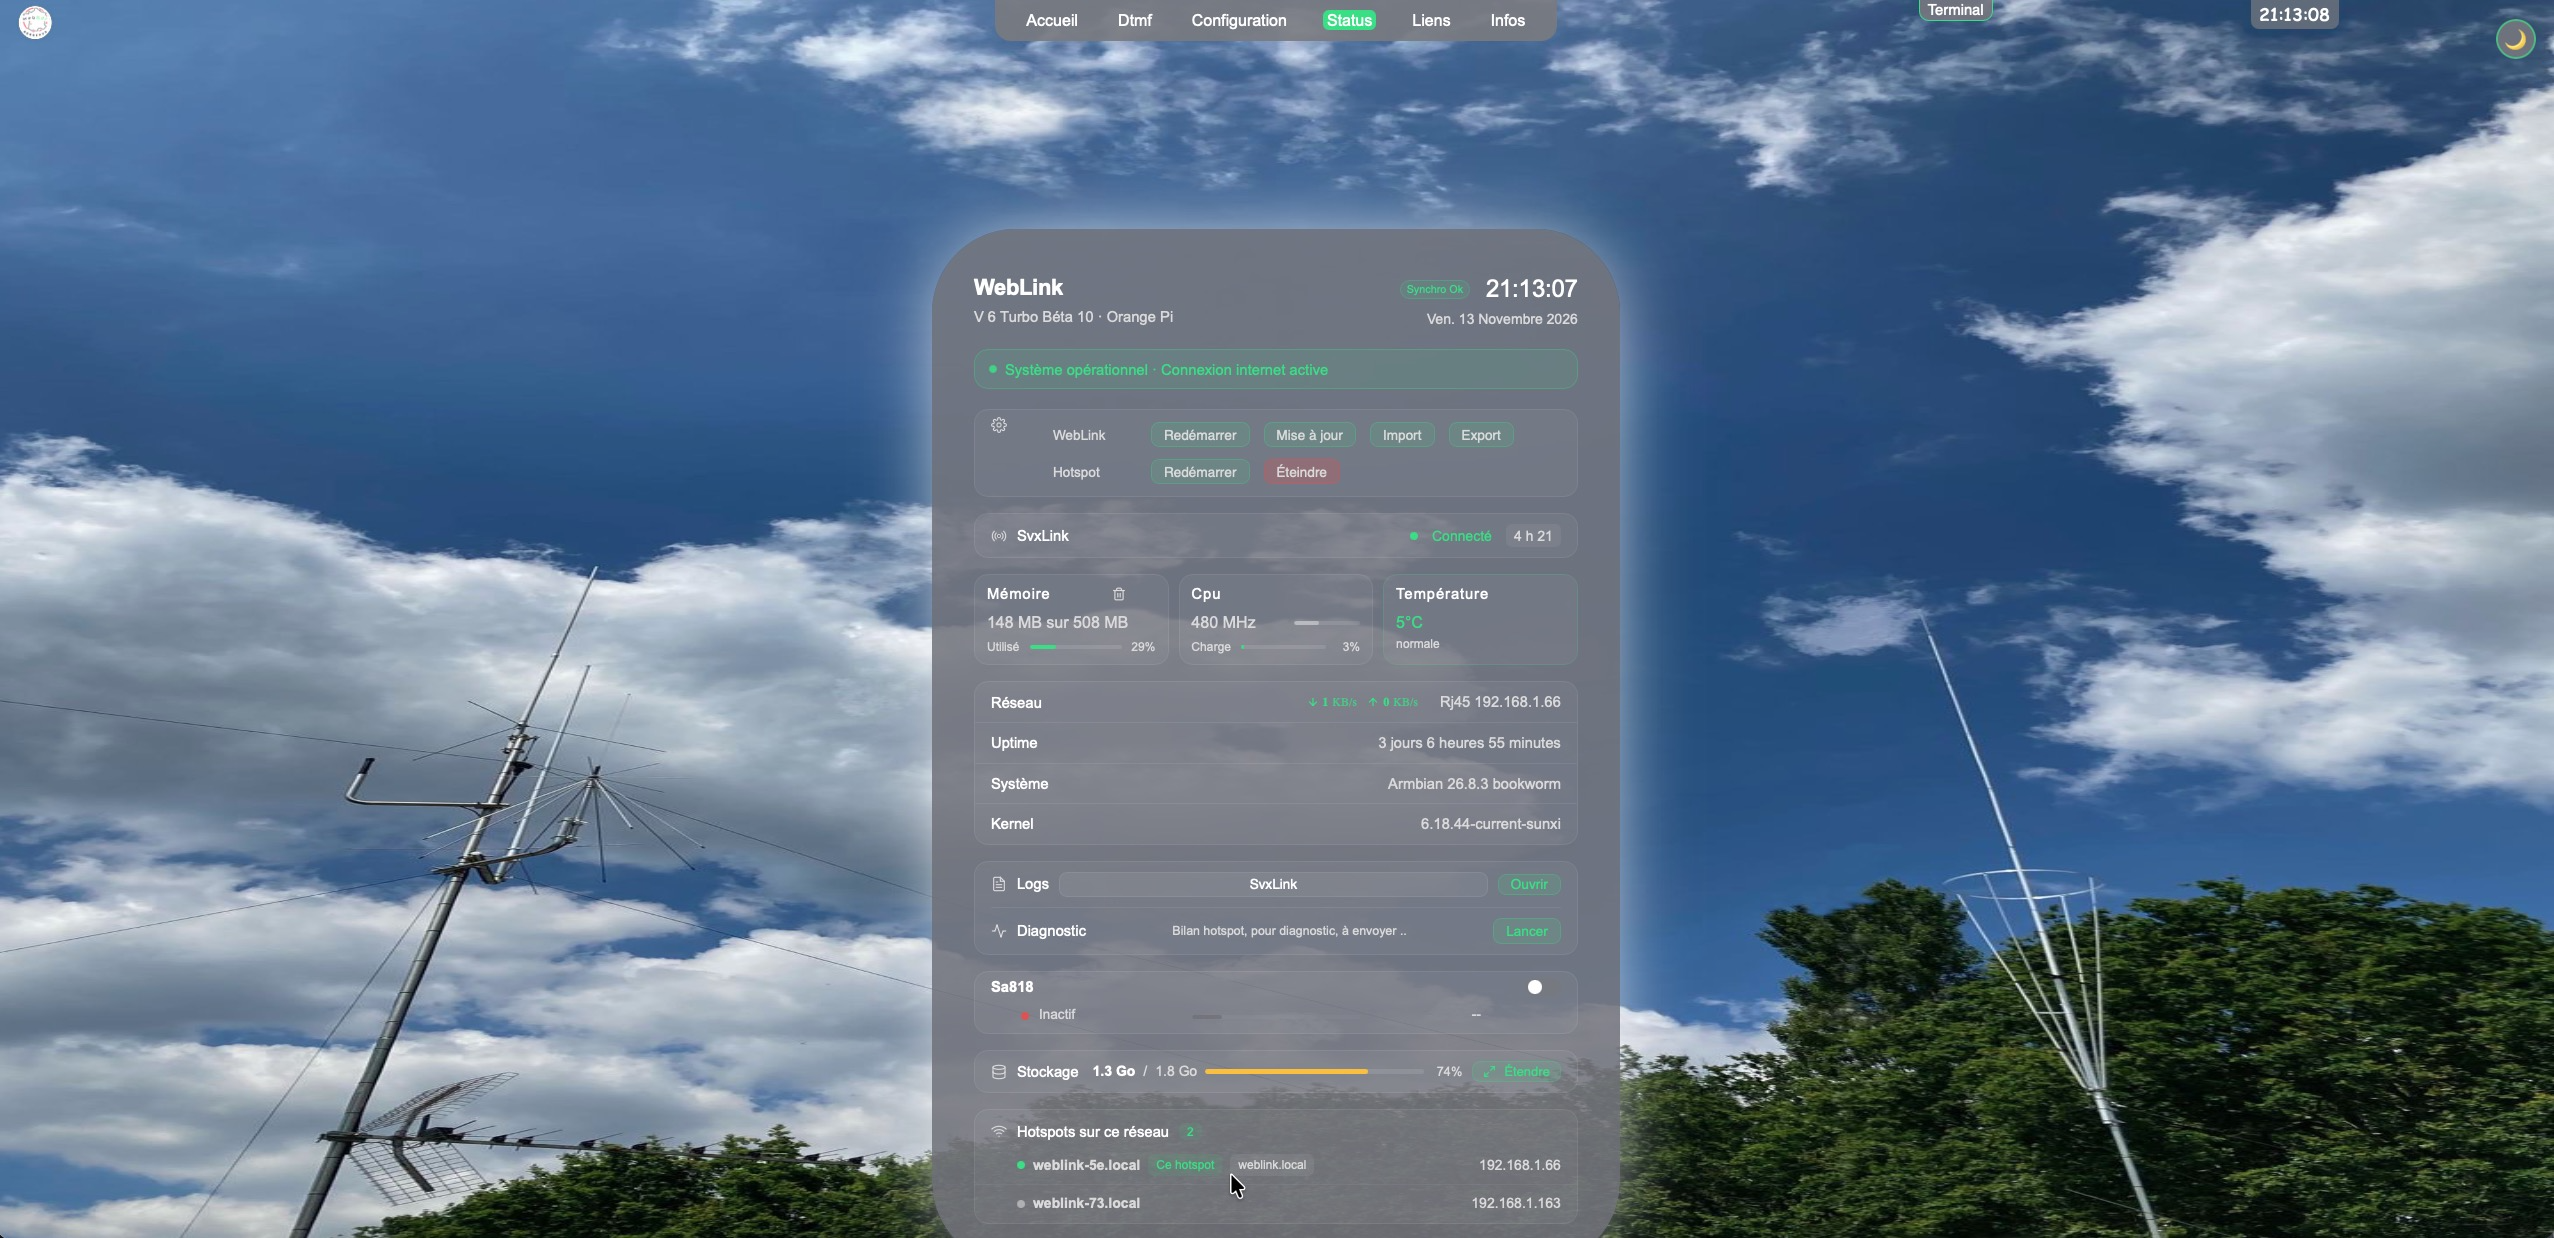 Accueil Dtmf Configuration Status Liens Infos
Terminal
21:13:08
WebLink
Synchro Ok 21:13:07
V 6 Turbo Béta 10 · Orange Pi
Ven. 13 Novembre 2026
Système opérationnel · Connexion internet active
WebLink Redémarrer Mise à jour Import Export
Hotspot Redémarrer Éteindre
SvxLink Connecté 4 h 21
Mémoire Cpu Température
148 MB sur 508 MB 480 MHz 5°C
Utilisé 29% Charge 3% normale
Réseau ↓ 1 KB/s ↑ 0 KB/s Rj45 192.168.1.66
Uptime 3 jours 6 heures 55 minutes
Système Armbian 26.8.3 bookworm
Kernel 6.18.44-current-sunxi
Logs SvxLink Ouvrir
Diagnostic Bilan hotspot, pour diagnostic, à envoyer .. Lancer
Sa818
Inactif --
Stockage 1.3 Go / 1.8 Go 74% Étendre
Hotspots sur ce réseau 2
weblink-5e.local Ce hotspot weblink.local 192.168.1.66
weblink-73.local 192.168.1.163